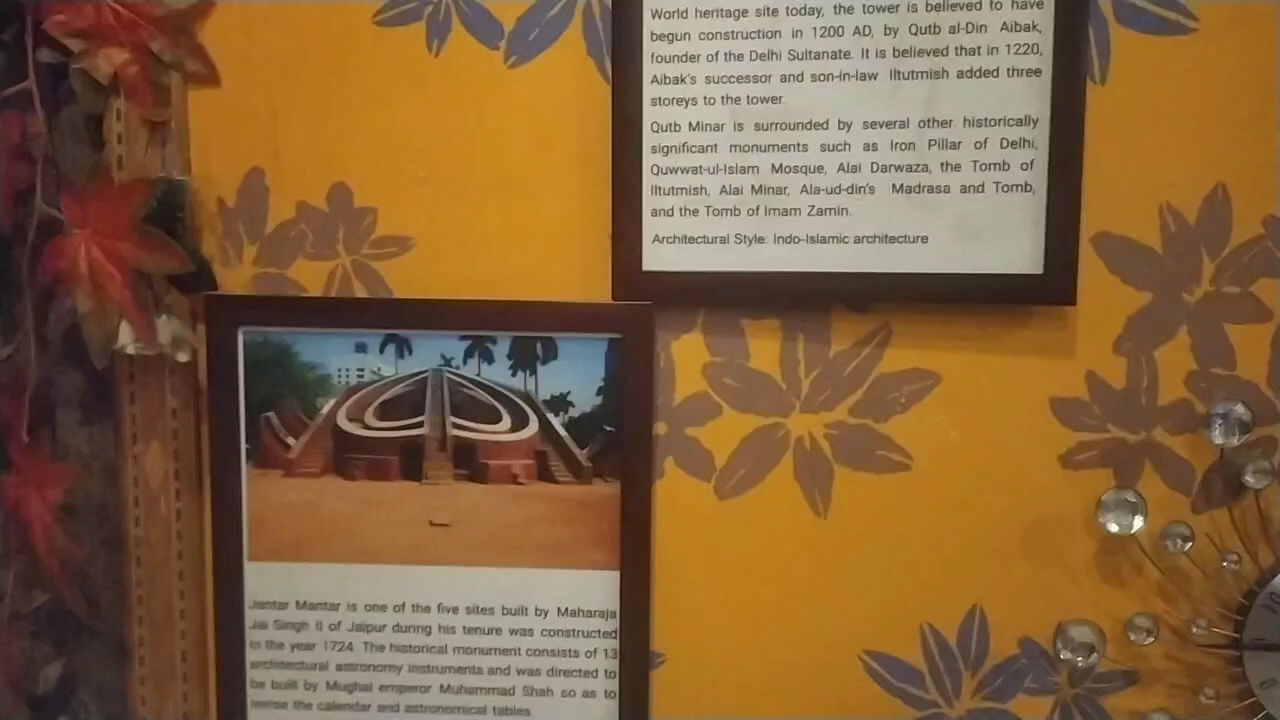 World heritage site today, the tower is believed to have
begun construction in 1200 AD, by Qutb al-Din Aibak,
founder of the Delhi Sultanate. It is believed that in 1220,
Aibak's successor and son-in-law Iltutmish added three
storeys to the tower.
Qutb Minar is surrounded by several other historically
significant monuments such as Iron Pillar of Delhi,
Quwwat-ul-Islam Mosque, Alai Darwaza, the Tomb of
Iltutmish, Alai Minar, Ala-ud-din's Madrasa and Tomb,
and the Tomb of Imam Zamin.
Architectural Style: Indo-Islamic architecture
Jantar Mantar is one of the five sites built by Maharaja
Jai Singh II of Jaipur during his tenure was constructed
in the year 1724. The historical monument consists of 13
architectural astronomy instruments and was directed to
be built by Mughal emperor Muhammad Shah so as to
revise the calendar and astronomical tables.